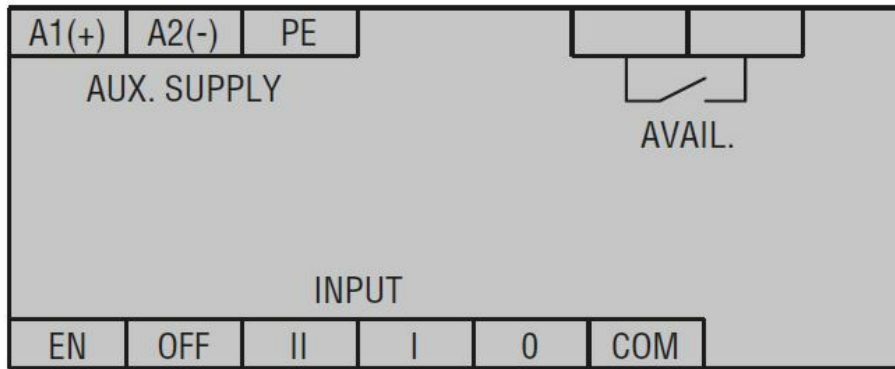 A1(+) A2(-) PE
AUX. SUPPLY
AVAIL.
INPUT
EN OFF II I 0 COM